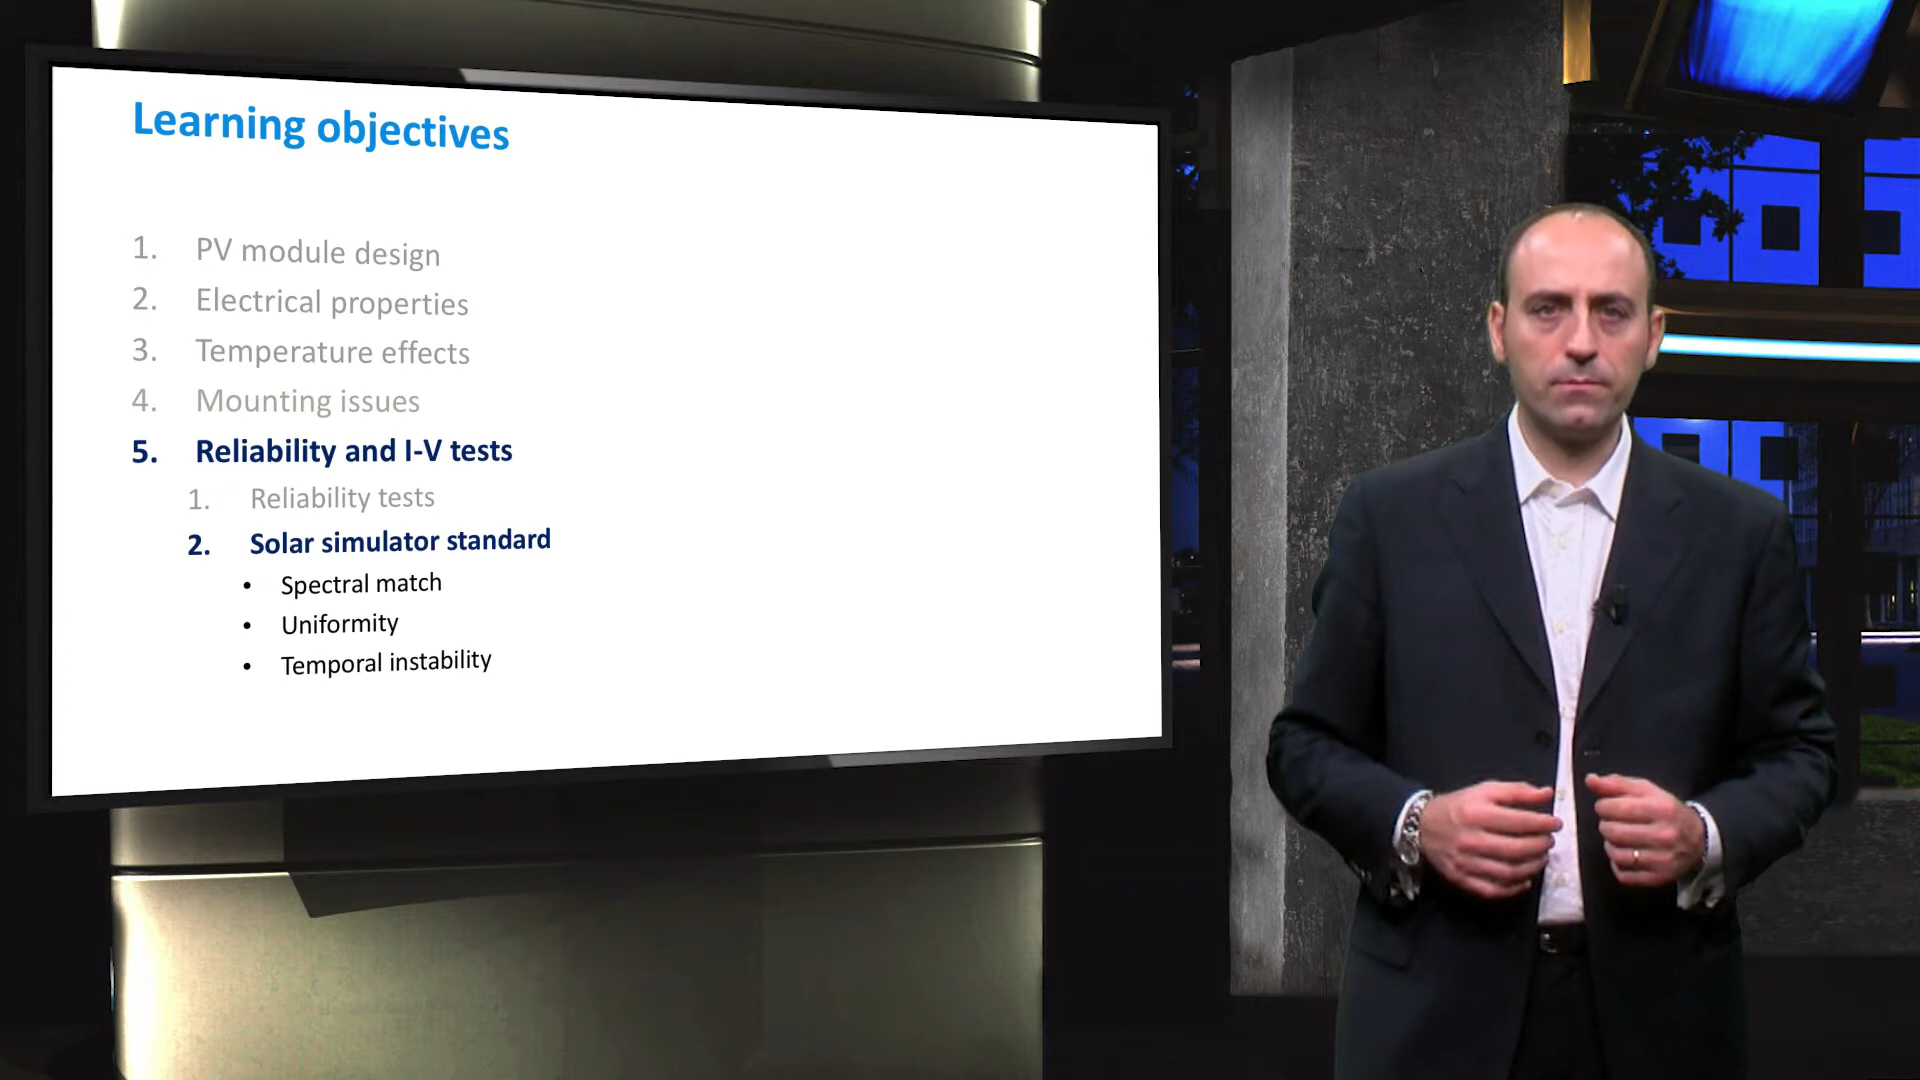 Learning objectives
1. PV module design
2. Electrical properties
3. Temperature effects
4. Mounting issues
5. Reliability and I-V tests
1. Reliability tests
2. Solar simulator standard
• Spectral match
• Uniformity
• Temporal instability